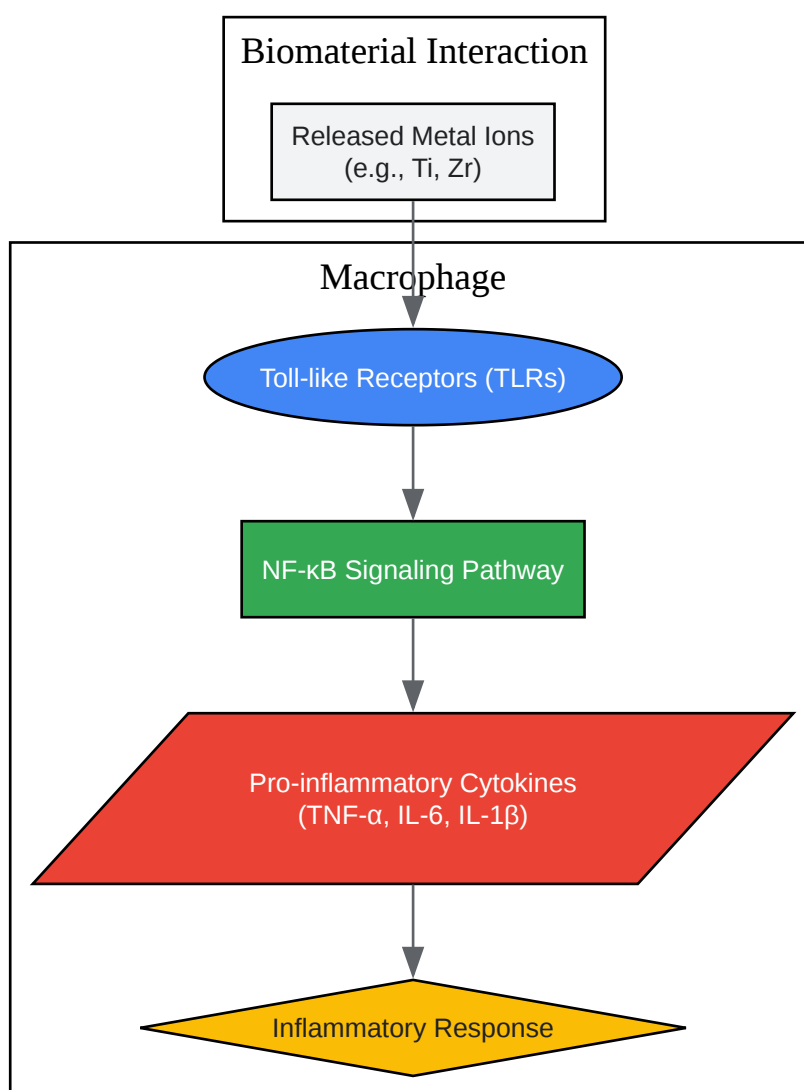 Biomaterial Interaction
Released Metal Ions
(e.g., Ti, Zr)
Macrophage
Toll-like Receptors (TLRs)
NF-κB Signaling Pathway
Pro-inflammatory Cytokines
(TNF-α, IL-6, IL-1β)
Inflammatory Response